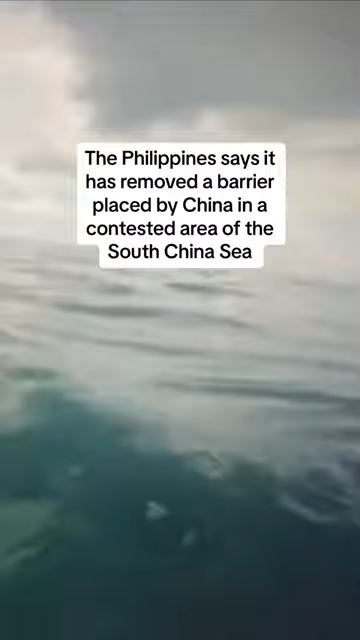 The Philippines says it
has removed a barrier
placed by China in a
contested area of the
South China Sea